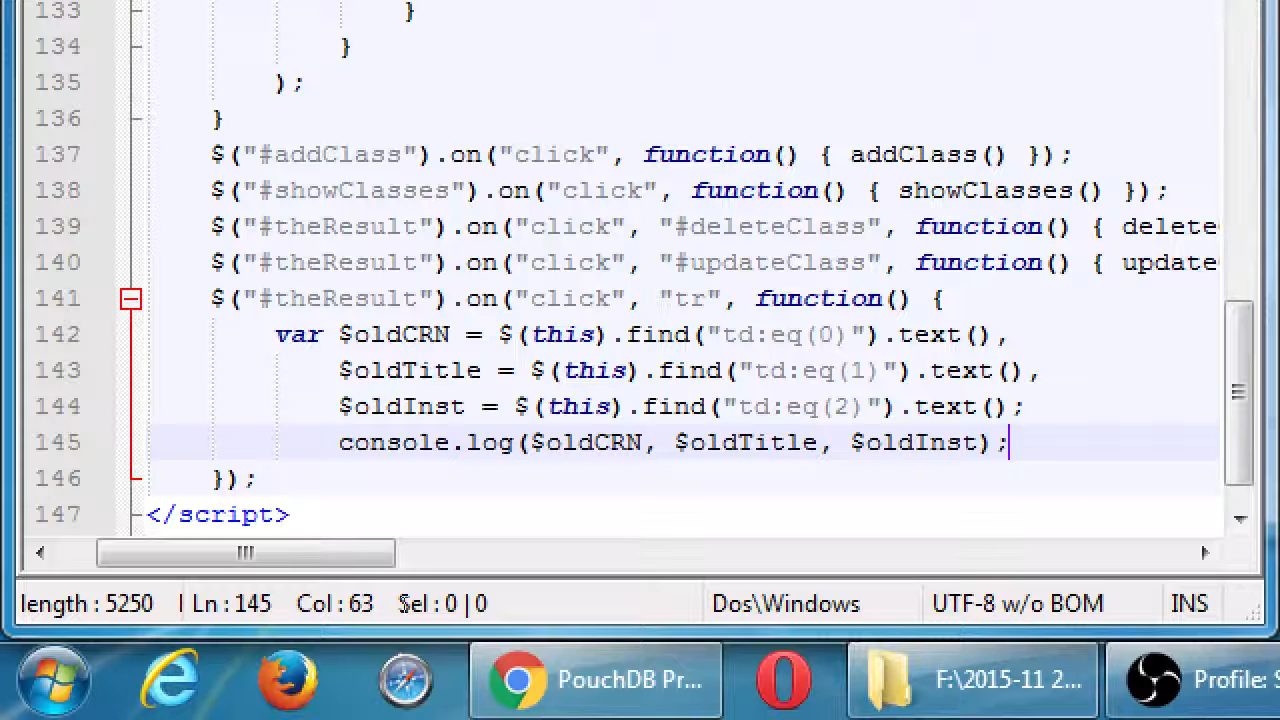 133 }
134 }
135 );
136 }
137 $("#addClass").on("click", function() { addClass() });
138 $("#showClasses").on("click", function() { showClasses() });
139 $("#theResult").on("click", "#deleteClass", function() { delete
140 $("#theResult").on("click", "#updateClass", function() { update
141 $("#theResult").on("click", "tr", function() {
142 var $oldCRN = $(this).find("td:eq(0)").text(),
143 $oldTitle = $(this).find("td:eq(1)").text(),
144 $oldInst = $(this).find("td:eq(2)").text();
145 console.log($oldCRN, $oldTitle, $oldInst);
146 });
147 </script>
length : 5250 l Ln : 145 Col : 63 Sel : 0 | 0 Dos\Windows UTF-8 w/o BOM INS
PouchDB Pr... F:\2015-11 2... Profile: S